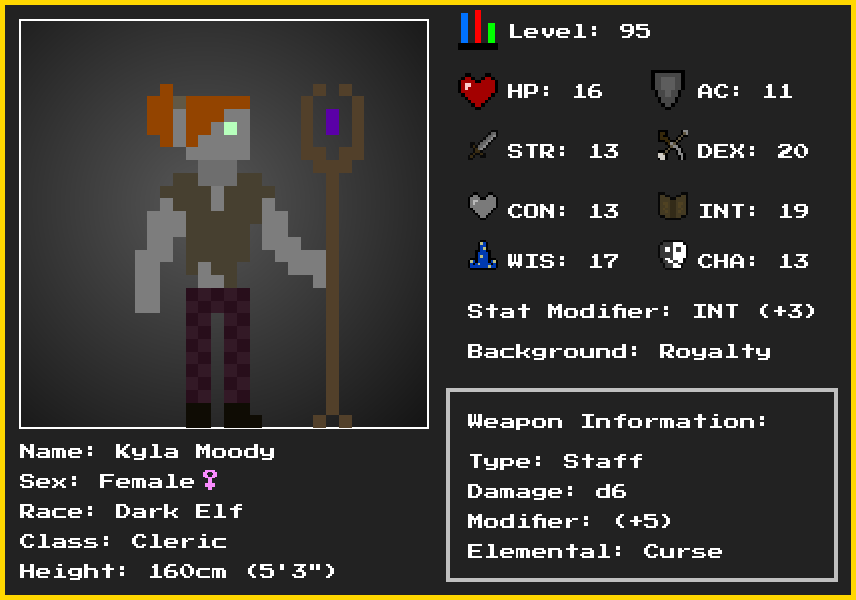 Level: 95
HP: 16
AC: 11
STR: 13
DEX: 20
CON: 13
INT: 19
WIS: 17
CHA: 13
Stat Modifier: INT (+3)
Background: Royalty
Weapon Information:
Type: Staff
Damage: d6
Modifier: (+5)
Elemental: Curse
Name: Kyla Moody
Sex: Female♀
Race: Dark Elf
Class: Cleric
Height: 160cm (5'3")